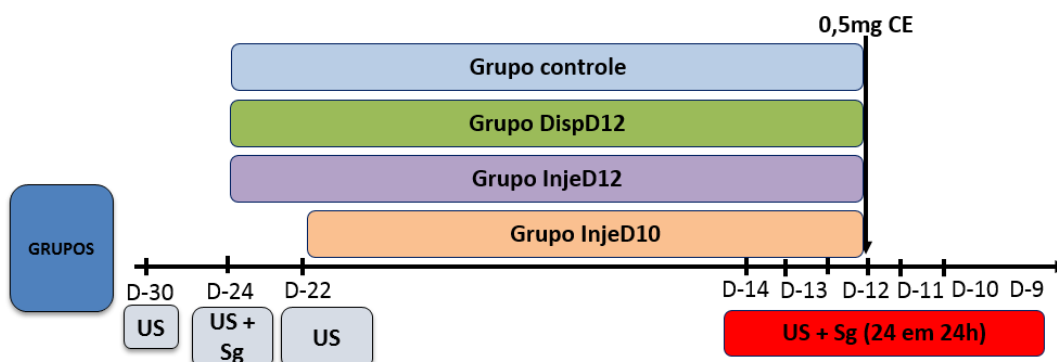 0,5mg CE
Grupo controle
Grupo DispD12
Grupo InjeD12
Grupo InjeD10
GRUPOS
D-30 D-24 D-22 D-14 D-13 D-12 D-11 D-10 D-9
US
US +
Sg
US
US + Sg (24 em 24h)